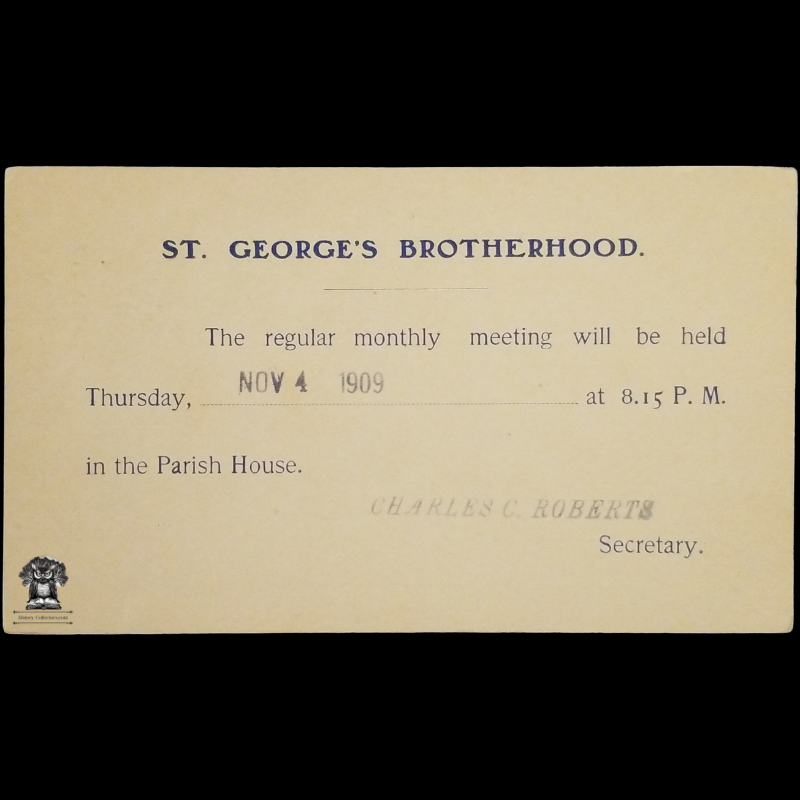 ST. GEORGE'S BROTHERHOOD.
The regular monthly meeting will be held
Thursday, NOV 4 1909 at 8.15 P. M.
in the Parish House.
CHARLES C. ROBERTS
Secretary.